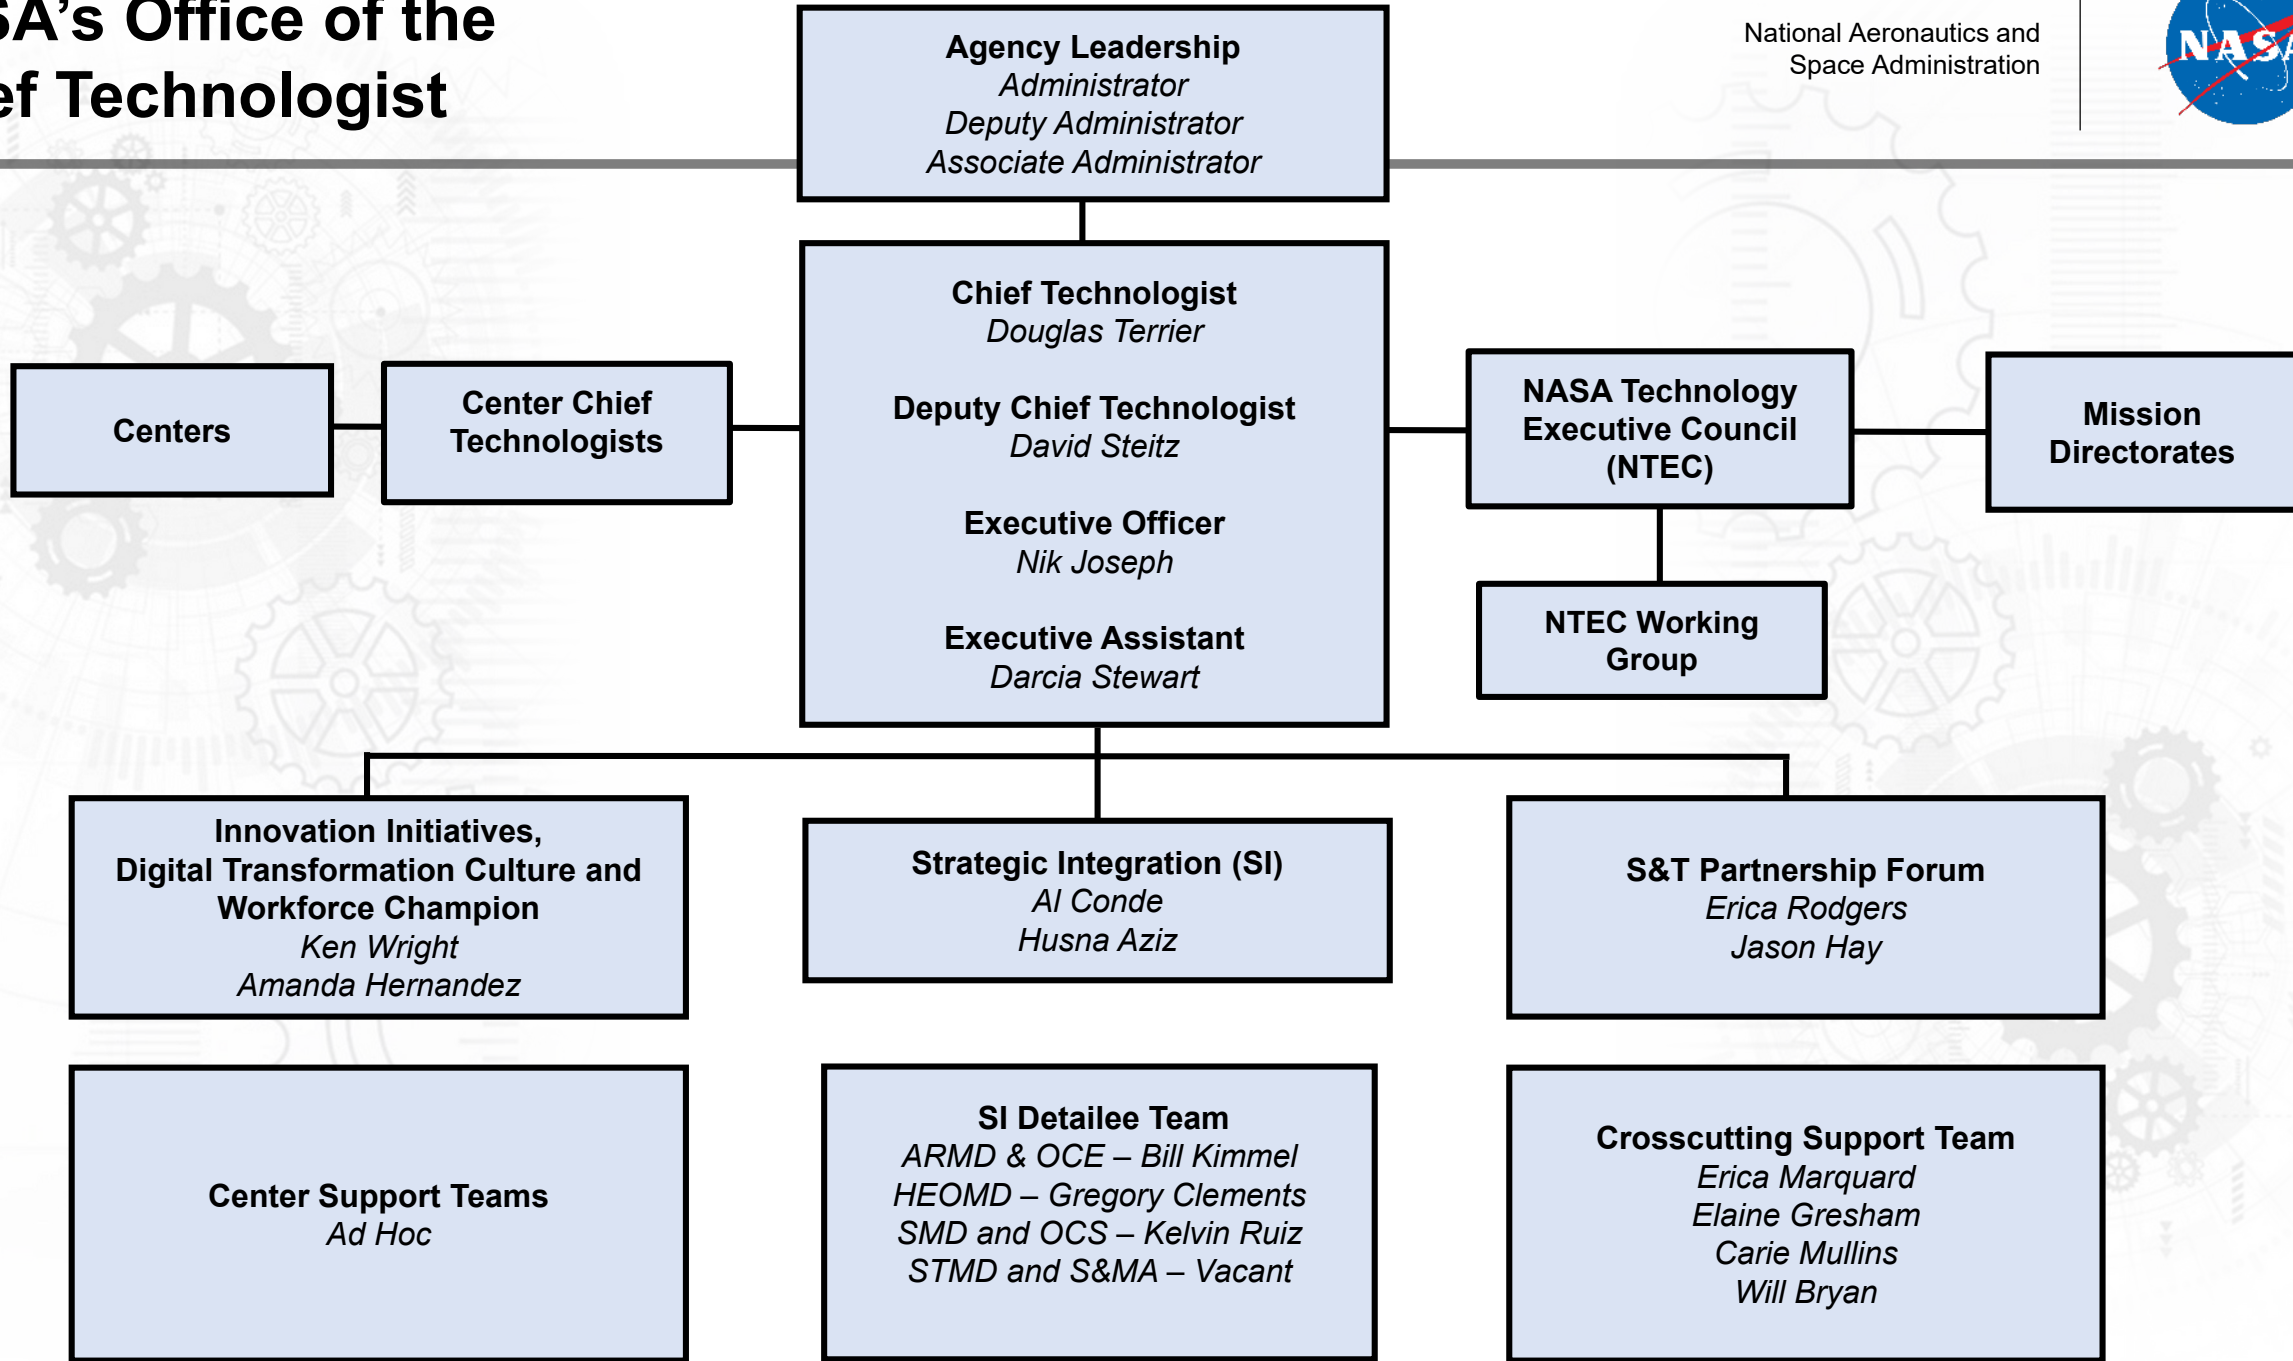 SA’s Office of the
ef Technologist
National Aeronautics and
Space Administration
NASA
Agency Leadership
Administrator
Deputy Administrator
Associate Administrator
Chief Technologist
Douglas Terrier
Deputy Chief Technologist
David Steitz
Executive Officer
Nik Joseph
Executive Assistant
Darcia Stewart
Centers
Center Chief
Technologists
NASA Technology
Executive Council
(NTEC)
Mission
Directorates
NTEC Working
Group
Innovation Initiatives,
Digital Transformation Culture and
Workforce Champion
Ken Wright
Amanda Hernandez
Strategic Integration (SI)
Al Conde
Husna Aziz
S&T Partnership Forum
Erica Rodgers
Jason Hay
Center Support Teams
Ad Hoc
SI Detailee Team
ARMD & OCE – Bill Kimmel
HEOMD – Gregory Clements
SMD and OCS – Kelvin Ruiz
STMD and S&MA – Vacant
Crosscutting Support Team
Erica Marquard
Elaine Gresham
Carie Mullins
Will Bryan